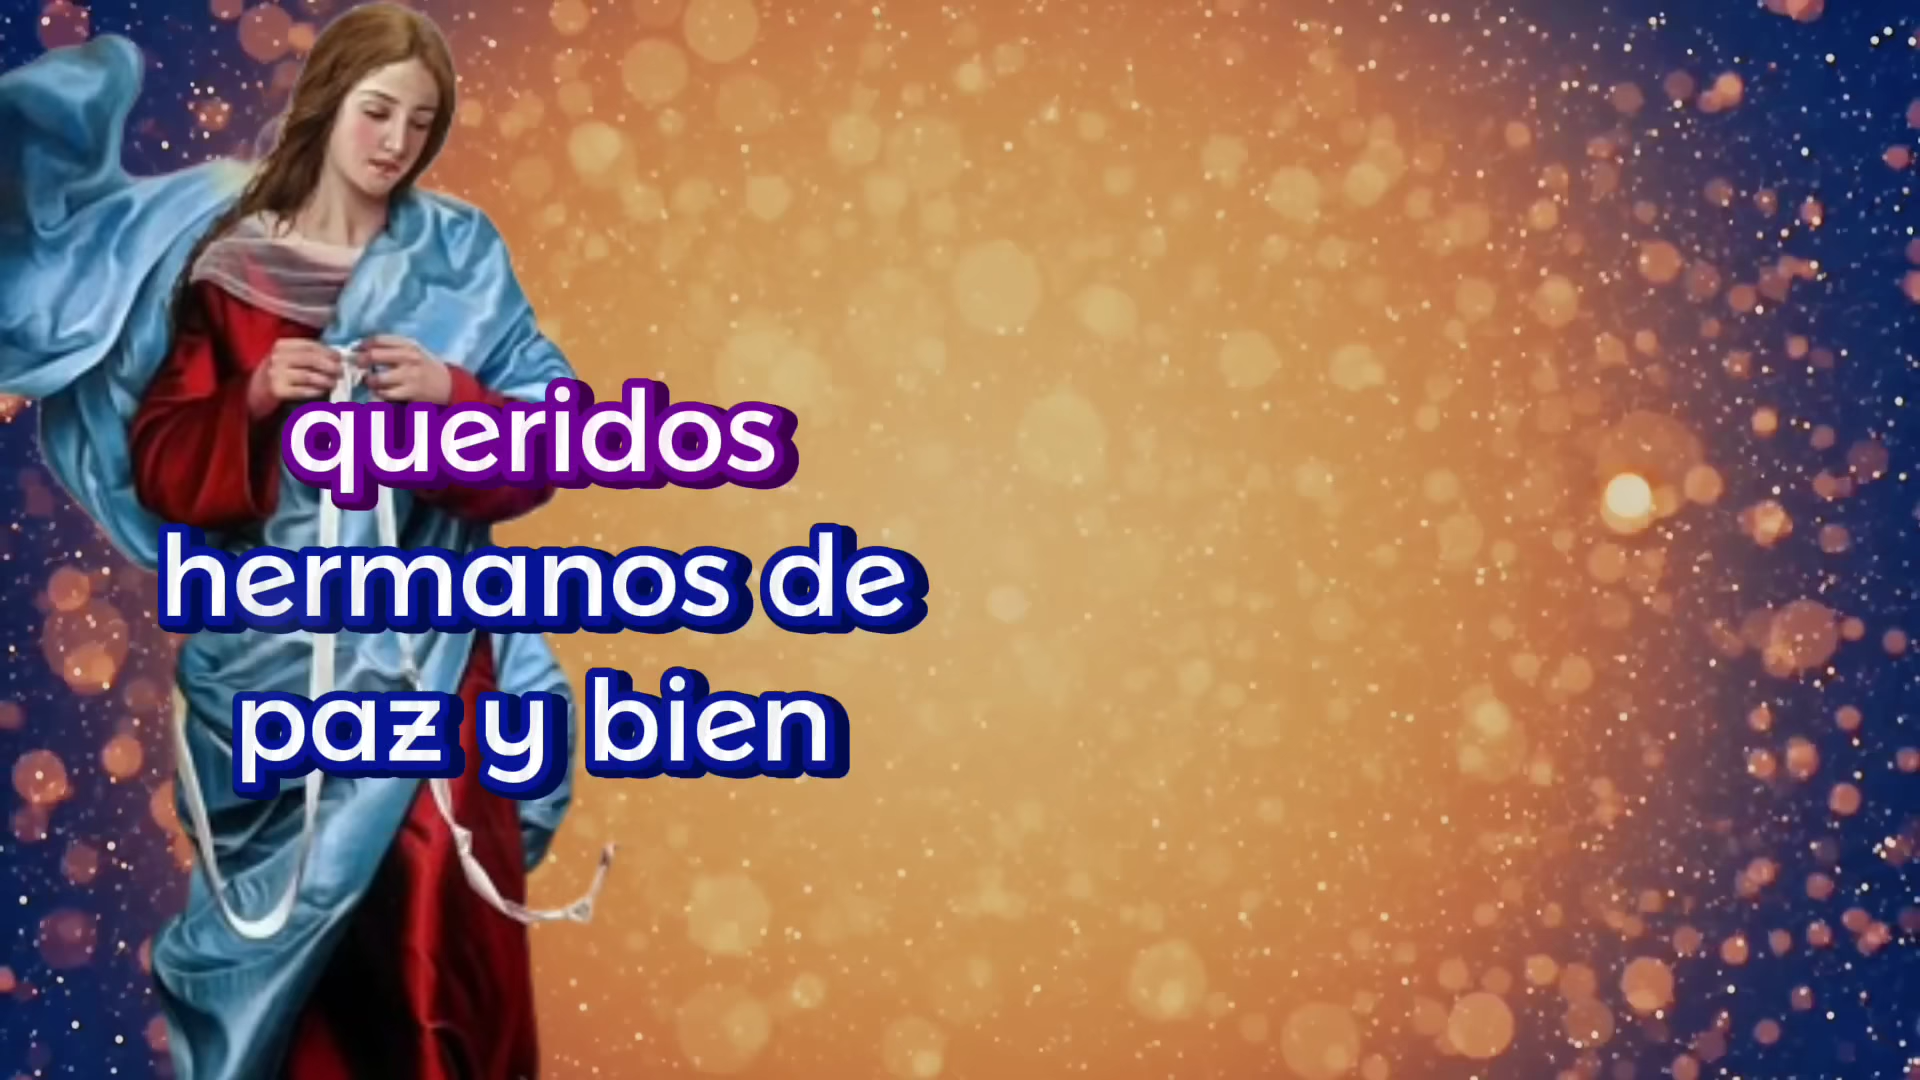 queridos
hermanos de
paz y bien